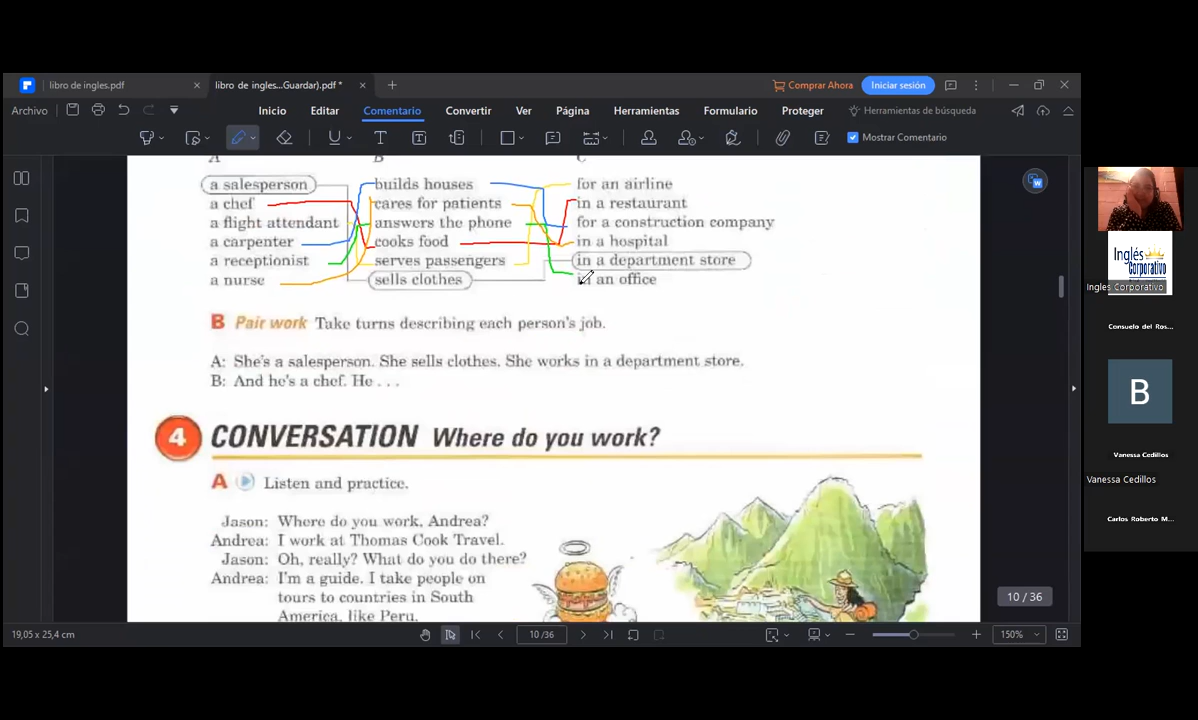 libro de ingles.pdf
libro de ingles...Guardar).pdf *
Comprar Ahora
Iniciar sesión
Archivo
Inicio
Editar
Comentario
Convertir
Ver
Página
Herramientas
Formulario
Proteger
Herramientas de búsqueda
Mostrar Comentario
A B C
a salesperson builds houses for an airline
a chef cares for patients in a restaurant
a flight attendant answers the phone for a construction company
a carpenter cooks food in a hospital
a receptionist serves passengers in a department store
a nurse sells clothes in an office
B Pair work Take turns describing each person's job.
A: She's a salesperson. She sells clothes. She works in a department store.
B: And he's a chef. He . . .
4 CONVERSATION Where do you work?
A Listen and practice.
Jason: Where do you work, Andrea?
Andrea: I work at Thomas Cook Travel.
Jason: Oh, really? What do you do there?
Andrea: I'm a guide. I take people on
tours to countries in South
America, like Peru.
10 / 36
19,05 x 25,4 cm
10 /36
150%
Inglés
Corporativo
Ingles Corporativo
Consuelo del Ros...
B
Vanessa Cedillos
Vanessa Cedillos
Carlos Roberto M...